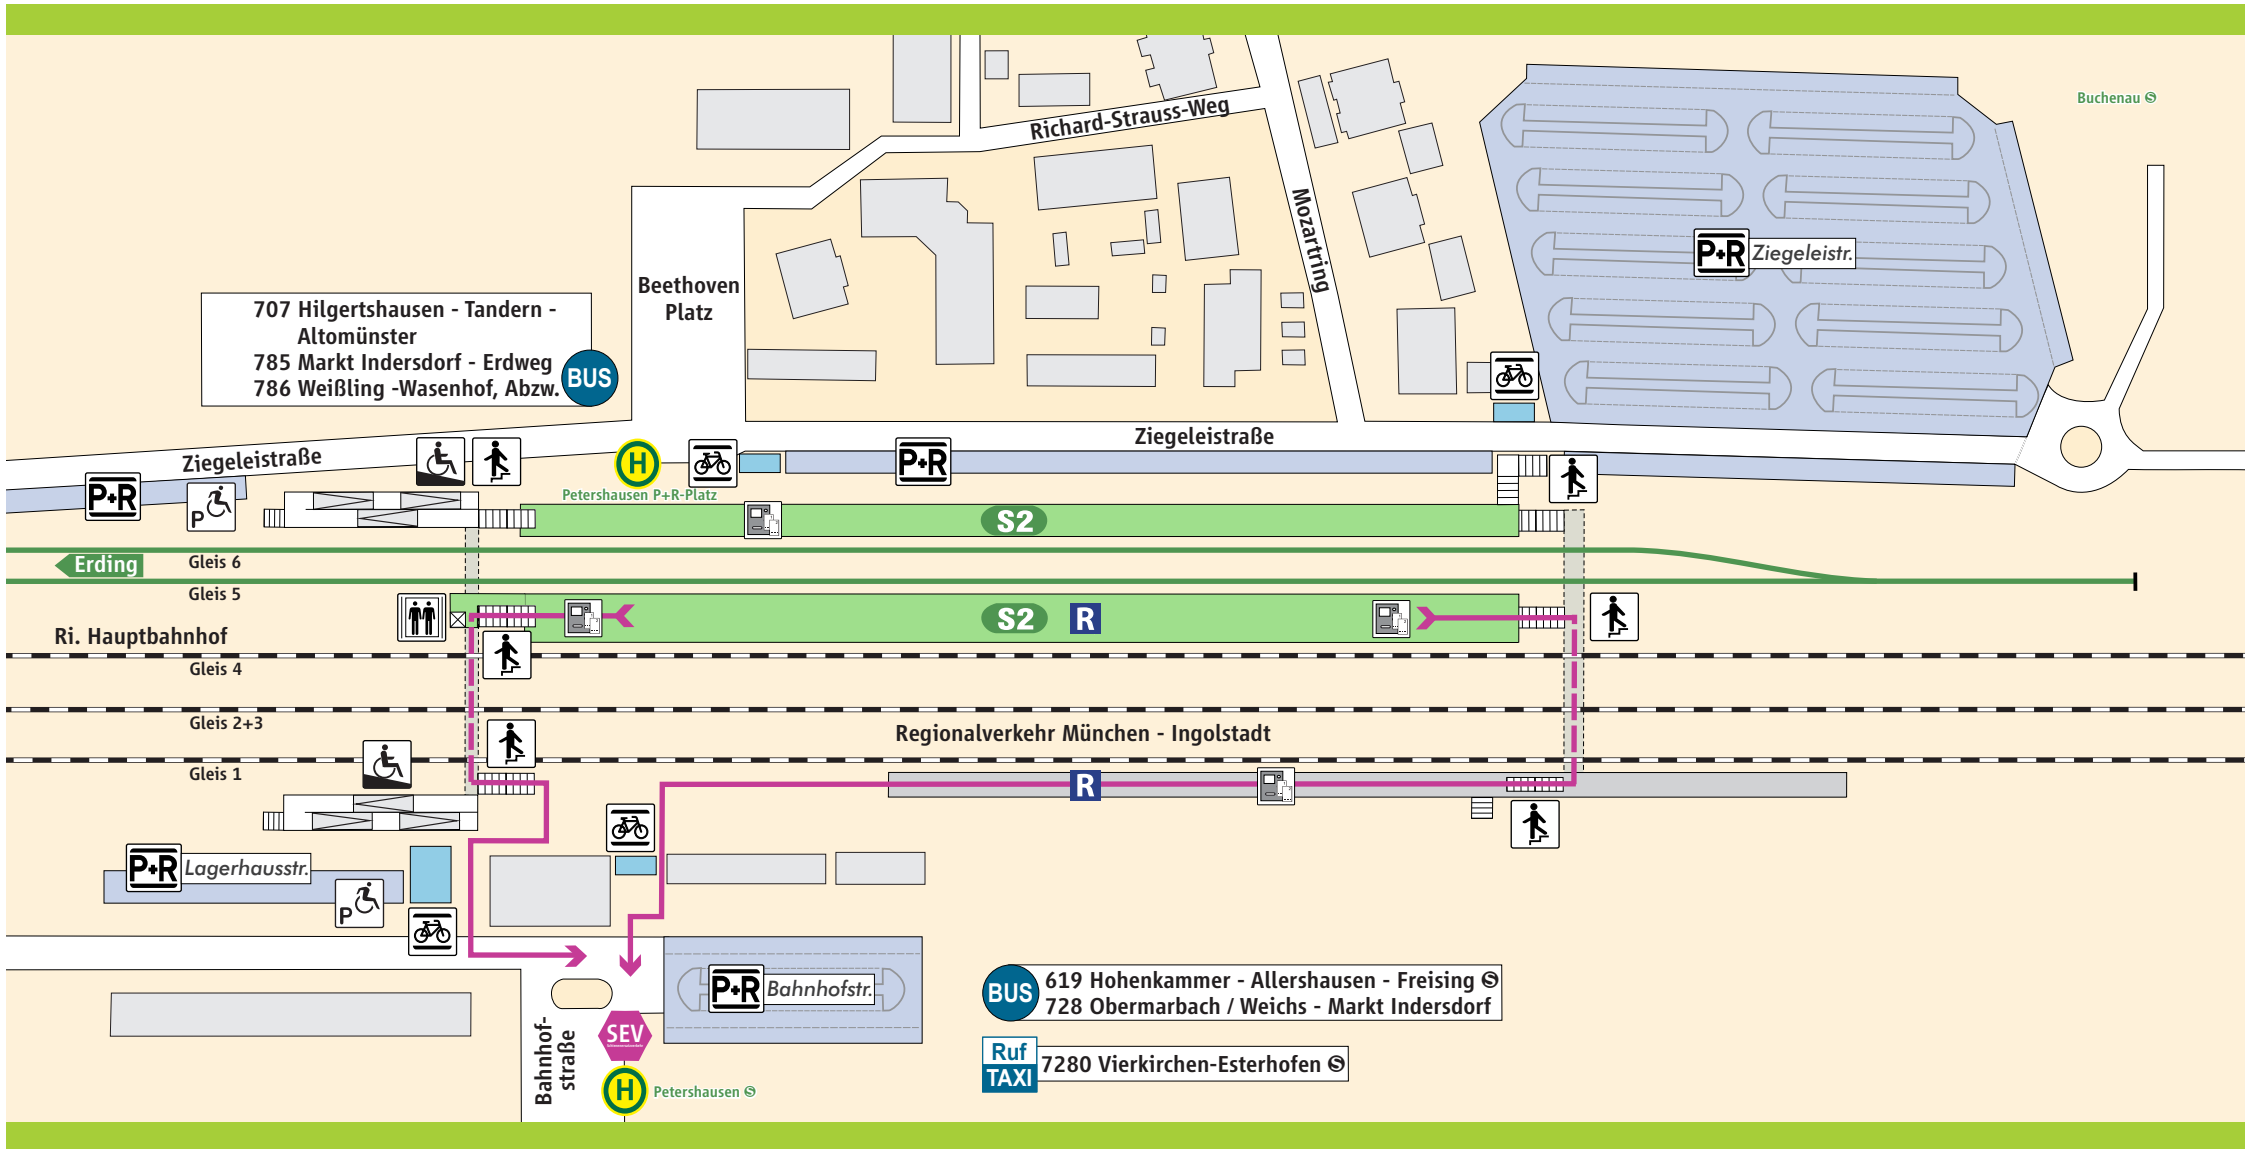 Buchenau S
Richard-Strauss-Weg
Mozartring
P+R Ziegeleistr.
Beethoven
Platz
707 Hilgertshausen - Tandern -
Altomünster
785 Markt Indersdorf - Erdweg
786 Weißling -Wasenhof, Abzw.
BUS
Ziegeleistraße
Ziegeleistraße
H
P+R
P+R
P
Petershausen P+R-Platz
S2
Erding
Gleis 6
Gleis 5
S2
R
Ri. Hauptbahnhof
Gleis 4
Gleis 2+3
Regionalverkehr München - Ingolstadt
Gleis 1
R
P+R Lagerhausstr.
P
P+R Bahnhofstr.
BUS
619 Hohenkammer - Allershausen - Freising S
728 Obermarbach / Weichs - Markt Indersdorf
Bahnhof-
straße
SEV
Ruf
TAXI
7280 Vierkirchen-Esterhofen S
H
Petershausen S